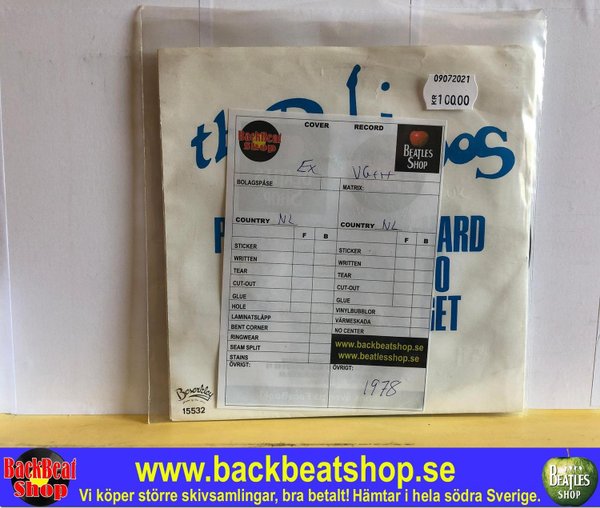 09072021
KR 100.00
th
os
ARD
O
GET
BackBeat Shop
COVER RECORD
BEATLES SHOP
Ex VG++
BOLAGSPÅSE MATRIX:
COUNTRY NL COUNTRY NL
F B F B
STICKER STICKER
WRITTEN WRITTEN
TEAR TEAR
CUT-OUT CUT-OUT
GLUE GLUE
HOLE VINYLBUBBLOR
LAMINATSLÄPP VÄRMESKADA
BENT CORNER NO CENTER
RINGWEAR
SEAM SPLIT
STAINS
www.backbeatshop.se
www.beatlesshop.se
ÖVRIGT: ÖVRIGT:
1978
Beserkley
15532
BackBeat Shop
www.backbeatshop.se
Vi köper större skivsamlingar, bra betalt! Hämtar i hela södra Sverige.
BEATLES SHOP